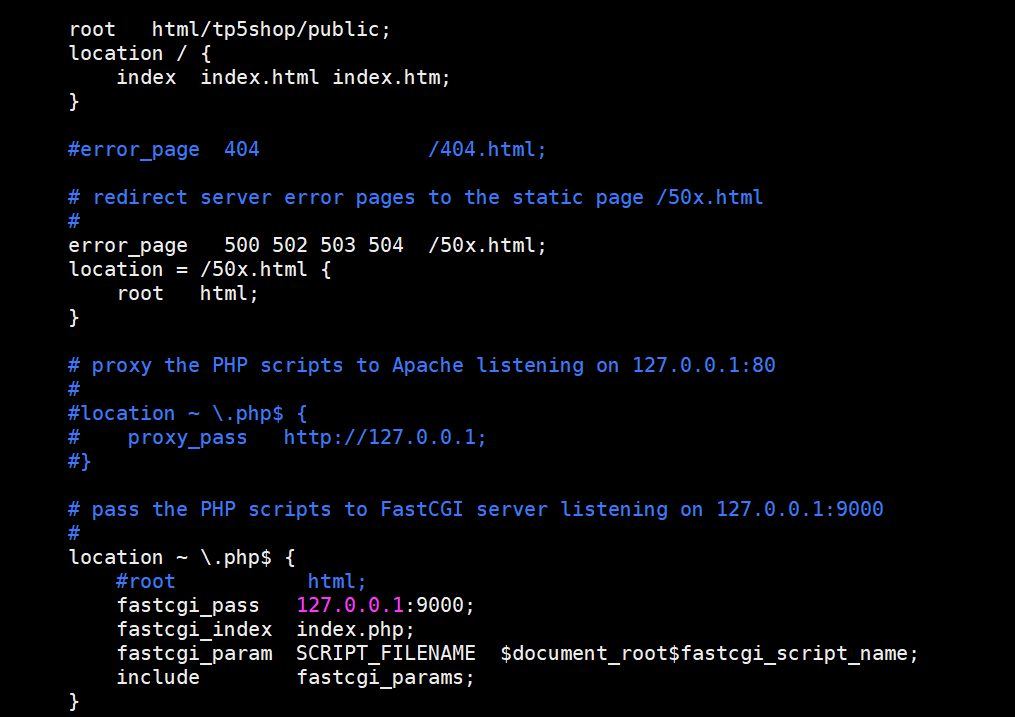 root   html/tp5shop/public;
location / {
    index  index.html index.htm;
}
#error_page  404              /404.html;
# redirect server error pages to the static page /50x.html
#
error_page   500 502 503 504  /50x.html;
location = /50x.html {
    root   html;
}
# proxy the PHP scripts to Apache listening on 127.0.0.1:80
#
#location ~ \.php$ {
#    proxy_pass   http://127.0.0.1;
#}
# pass the PHP scripts to FastCGI server listening on 127.0.0.1:9000
#
location ~ \.php$ {
    #root           html;
    fastcgi_pass   127.0.0.1:9000;
    fastcgi_index  index.php;
    fastcgi_param  SCRIPT_FILENAME  $document_root$fastcgi_script_name;
    include        fastcgi_params;
}